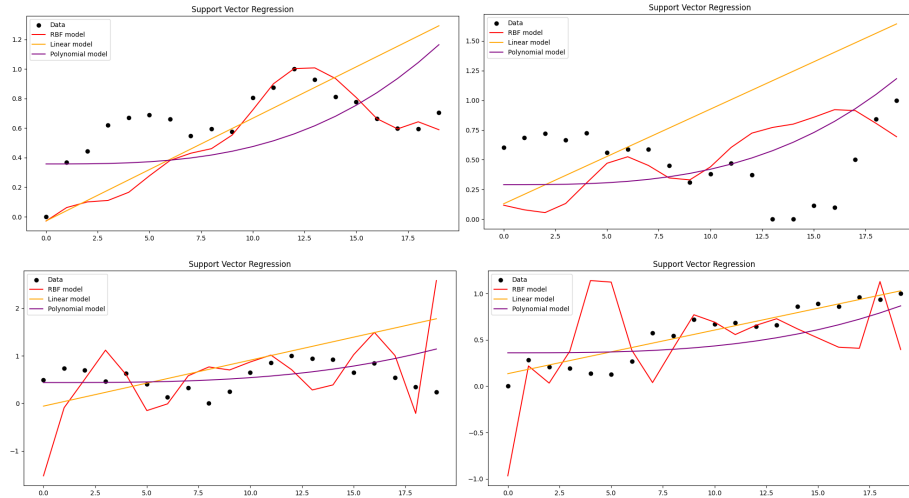 Support Vector Regression
Data
RBF model
Linear model
Polynomial model
1.2
1.0
0.8
0.6
0.4
0.2
0.0
0.0 2.5 5.0 7.5 10.0 12.5 15.0 17.5
Support Vector Regression
Data
RBF model
Linear model
Polynomial model
1.50
1.25
1.00
0.75
0.50
0.25
0.00
0.0 2.5 5.0 7.5 10.0 12.5 15.0 17.5
Support Vector Regression
Data
RBF model
Linear model
Polynomial model
2
1
0
−1
0.0 2.5 5.0 7.5 10.0 12.5 15.0 17.5
Support Vector Regression
Data
RBF model
Linear model
Polynomial model
1.0
0.5
0.0
−0.5
−1.0
0.0 2.5 5.0 7.5 10.0 12.5 15.0 17.5